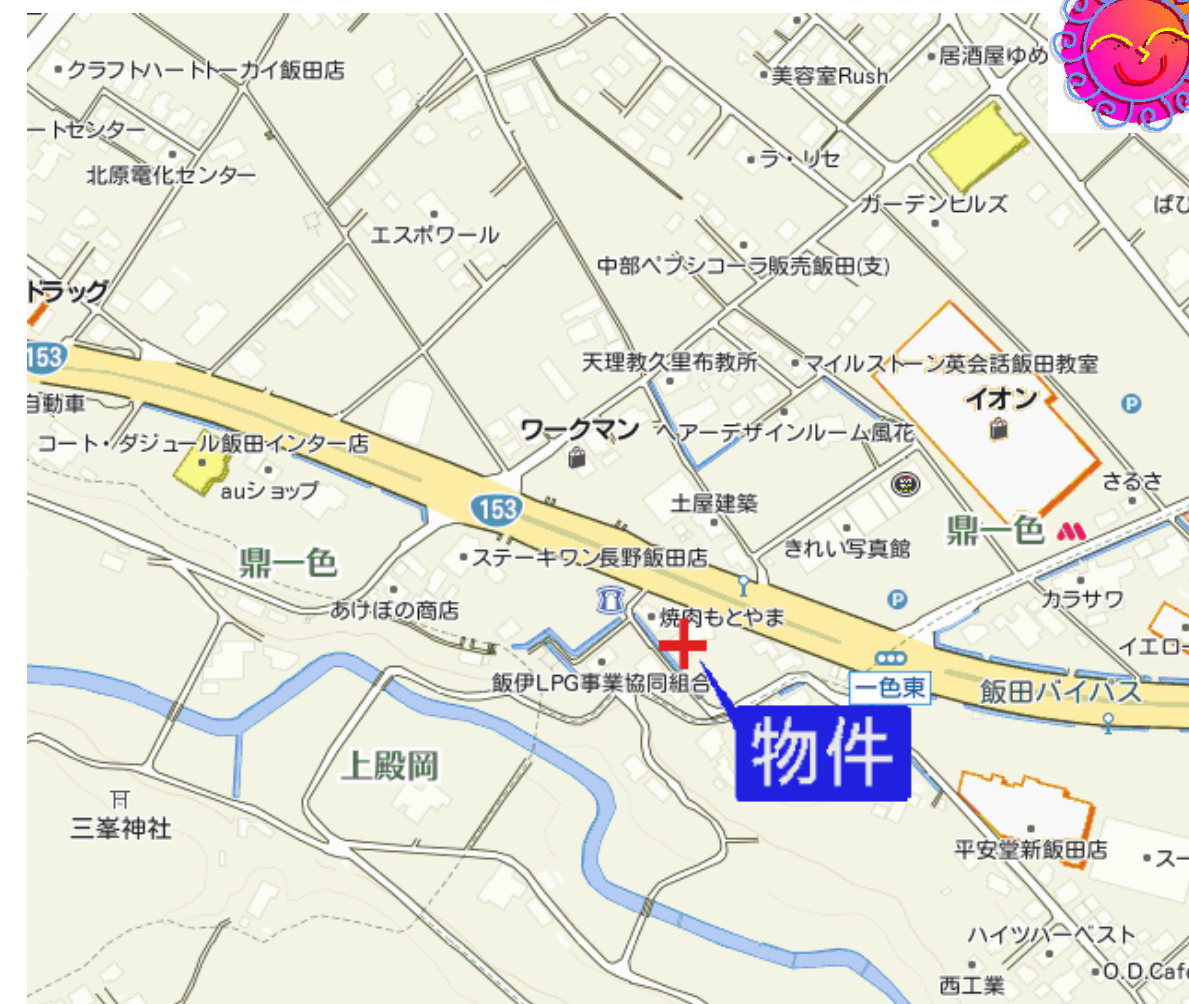 居酒屋ゆめ
クラフトハートトーカイ飯田店
美容室Rush
ートセンター
ラ・リセ
北原電化センター
ガーデンヒルズ
ばひ
エスポワール
中部ペプシコーラ販売飯田(支)
ドラッグ
153
天理教久里布教所
マイルストーン英会話飯田教室
自動車
イオン
P
コート・ダジュール飯田インター店
ワークマン
ヘアーデザインルーム風花
auショップ
さるさ
153
土屋建築
鼎一色
きれい写真館
鼎一色
ステーキワン長野飯田店
あけぼの商店
P
カラサワ
焼肉もとやま
イエロー
飯伊LPG事業協同組合
一色東
飯田バイパス
物件
上殿岡
三峯神社
平安堂新飯田店
スー
ハイツハーベスト
西工業
O.D.Cafe